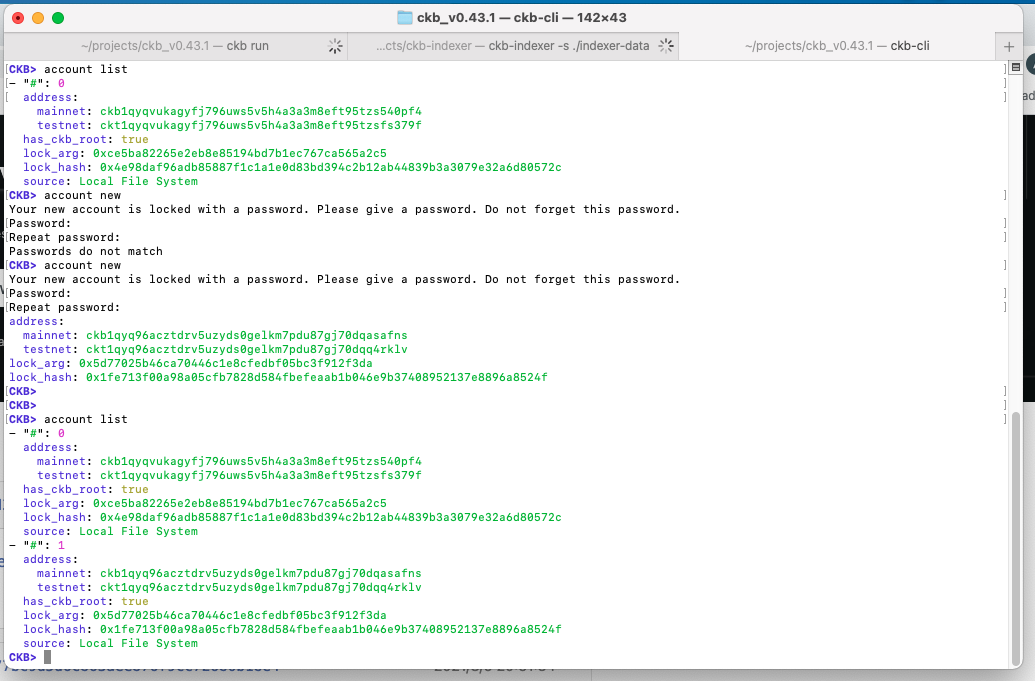 ckb_v0.43.1 — ckb-cli — 142×43
~/projects/ckb_v0.43.1 — ckb run
...cts/ckb-indexer — ckb-indexer -s ./indexer-data
~/projects/ckb_v0.43.1 — ckb-cli
CKB> account list
- "#": 0
address:
mainnet: ckb1qyqvukagyfj796uws5v5h4a3a3m8eft95tzs540pf4
testnet: ckt1qyqvukagyfj796uws5v5h4a3a3m8eft95tzsfs379f
has_ckb_root: true
lock_arg: 0xce5ba82265e2eb8e85194bd7b1ec767ca565a2c5
lock_hash: 0x4e98daf96adb85887f1c1a1e0d83bd394c2b12ab44839b3a3079e32a6d80572c
source: Local File System
CKB> account new
Your new account is locked with a password. Please give a password. Do not forget this password.
Password:
Repeat password:
Passwords do not match
CKB> account new
Your new account is locked with a password. Please give a password. Do not forget this password.
Password:
Repeat password:
address:
mainnet: ckb1qyq96acztdrv5uzyds0gelkm7pdu87gj70dqasafns
testnet: ckt1qyq96acztdrv5uzyds0gelkm7pdu87gj70dqq4rklv
lock_arg: 0x5d77025b46ca70446c1e8cfedbf05bc3f912f3da
lock_hash: 0x1fe713f00a98a05cfb7828d584fbefeaab1b046e9b37408952137e8896a8524f
CKB>
CKB>
CKB> account list
- "#": 0
address:
mainnet: ckb1qyqvukagyfj796uws5v5h4a3a3m8eft95tzs540pf4
testnet: ckt1qyqvukagyfj796uws5v5h4a3a3m8eft95tzsfs379f
has_ckb_root: true
lock_arg: 0xce5ba82265e2eb8e85194bd7b1ec767ca565a2c5
lock_hash: 0x4e98daf96adb85887f1c1a1e0d83bd394c2b12ab44839b3a3079e32a6d80572c
source: Local File System
- "#": 1
address:
mainnet: ckb1qyq96acztdrv5uzyds0gelkm7pdu87gj70dqasafns
testnet: ckt1qyq96acztdrv5uzyds0gelkm7pdu87gj70dqq4rklv
has_ckb_root: true
lock_arg: 0x5d77025b46ca70446c1e8cfedbf05bc3f912f3da
lock_hash: 0x1fe713f00a98a05cfb7828d584fbefeaab1b046e9b37408952137e8896a8524f
source: Local File System
CKB>